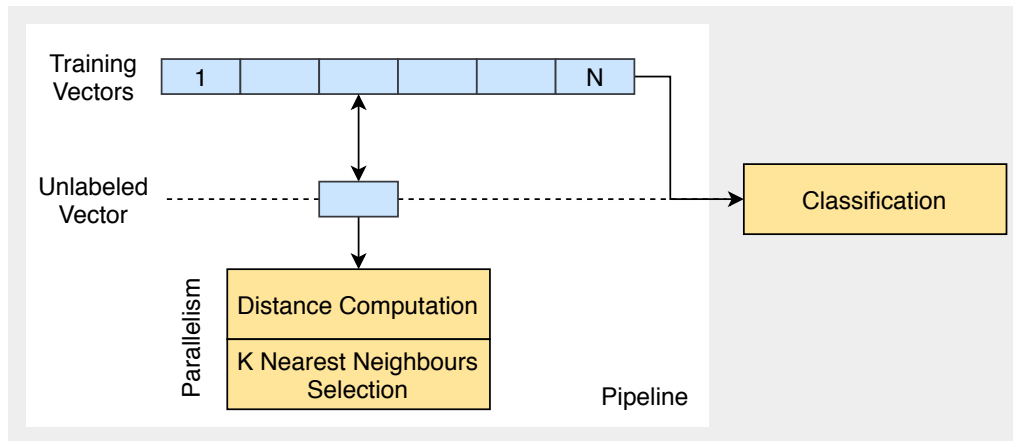 Training
Vectors
1
N
Unlabeled
Vector
Classification
Parallelism
Distance Computation
K Nearest Neighbours
Selection
Pipeline